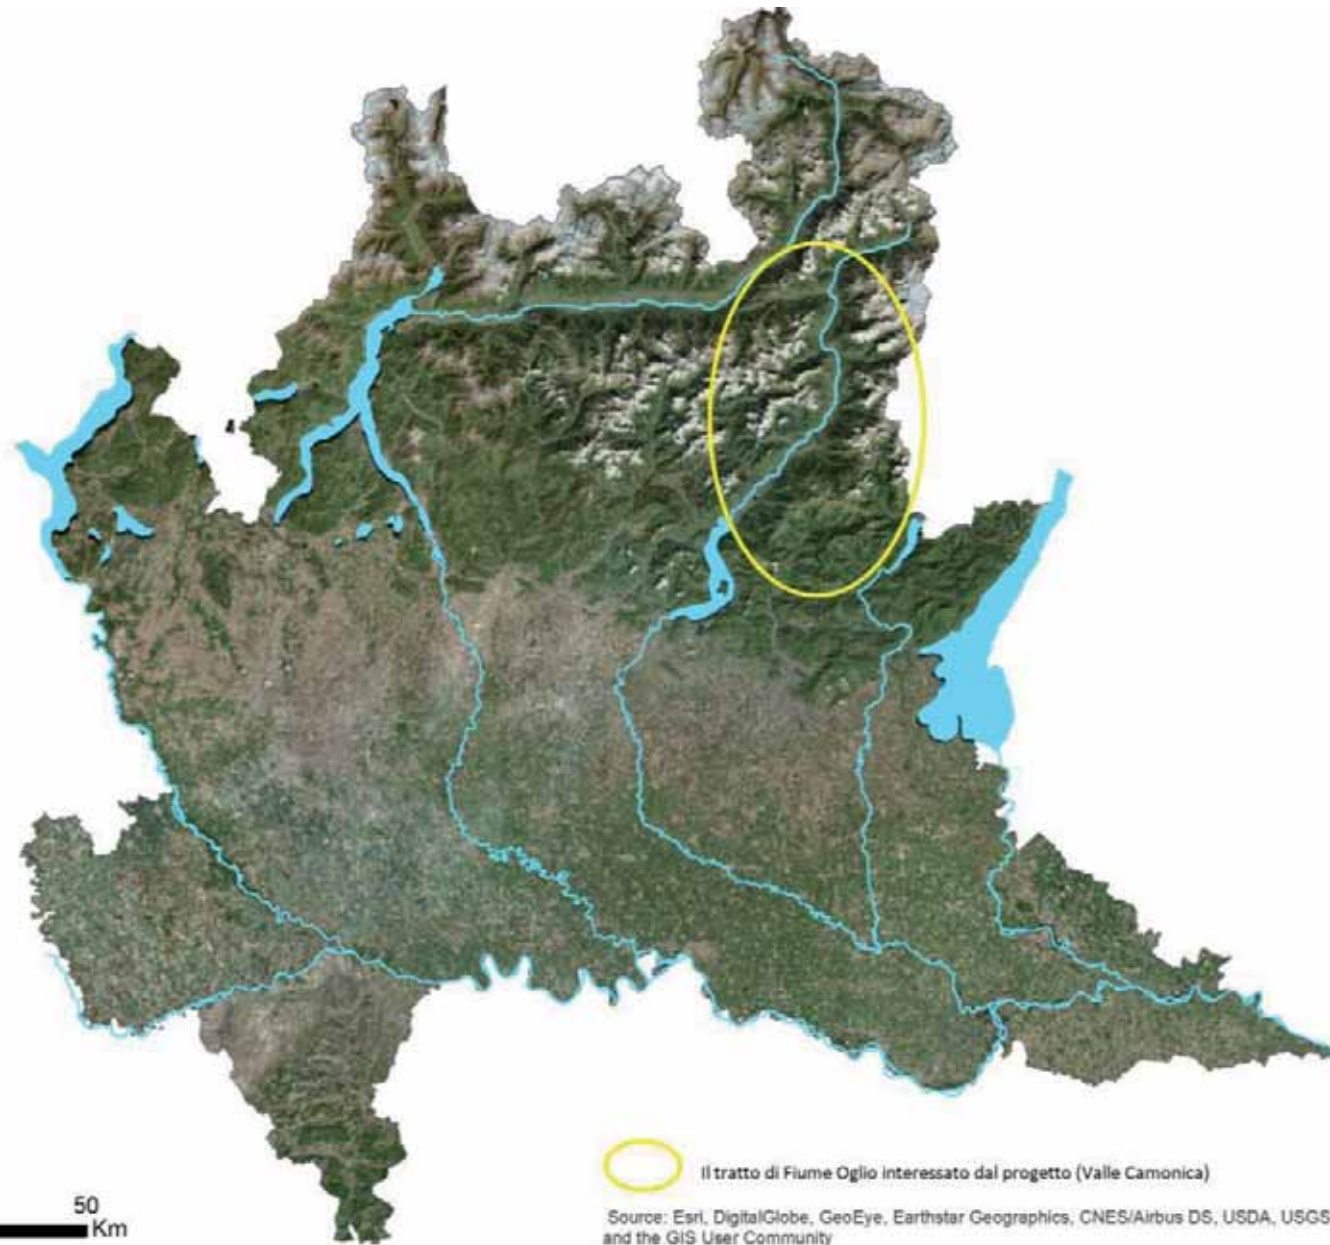 Il tratto di Fiume Oglio interessato dal progetto (Valle Camonica)
50
Km
Source: Esri, DigitalGlobe, GeoEye, Earthstar Geographics, CNES/Airbus DS, USDA, USGS
and the GIS User Community